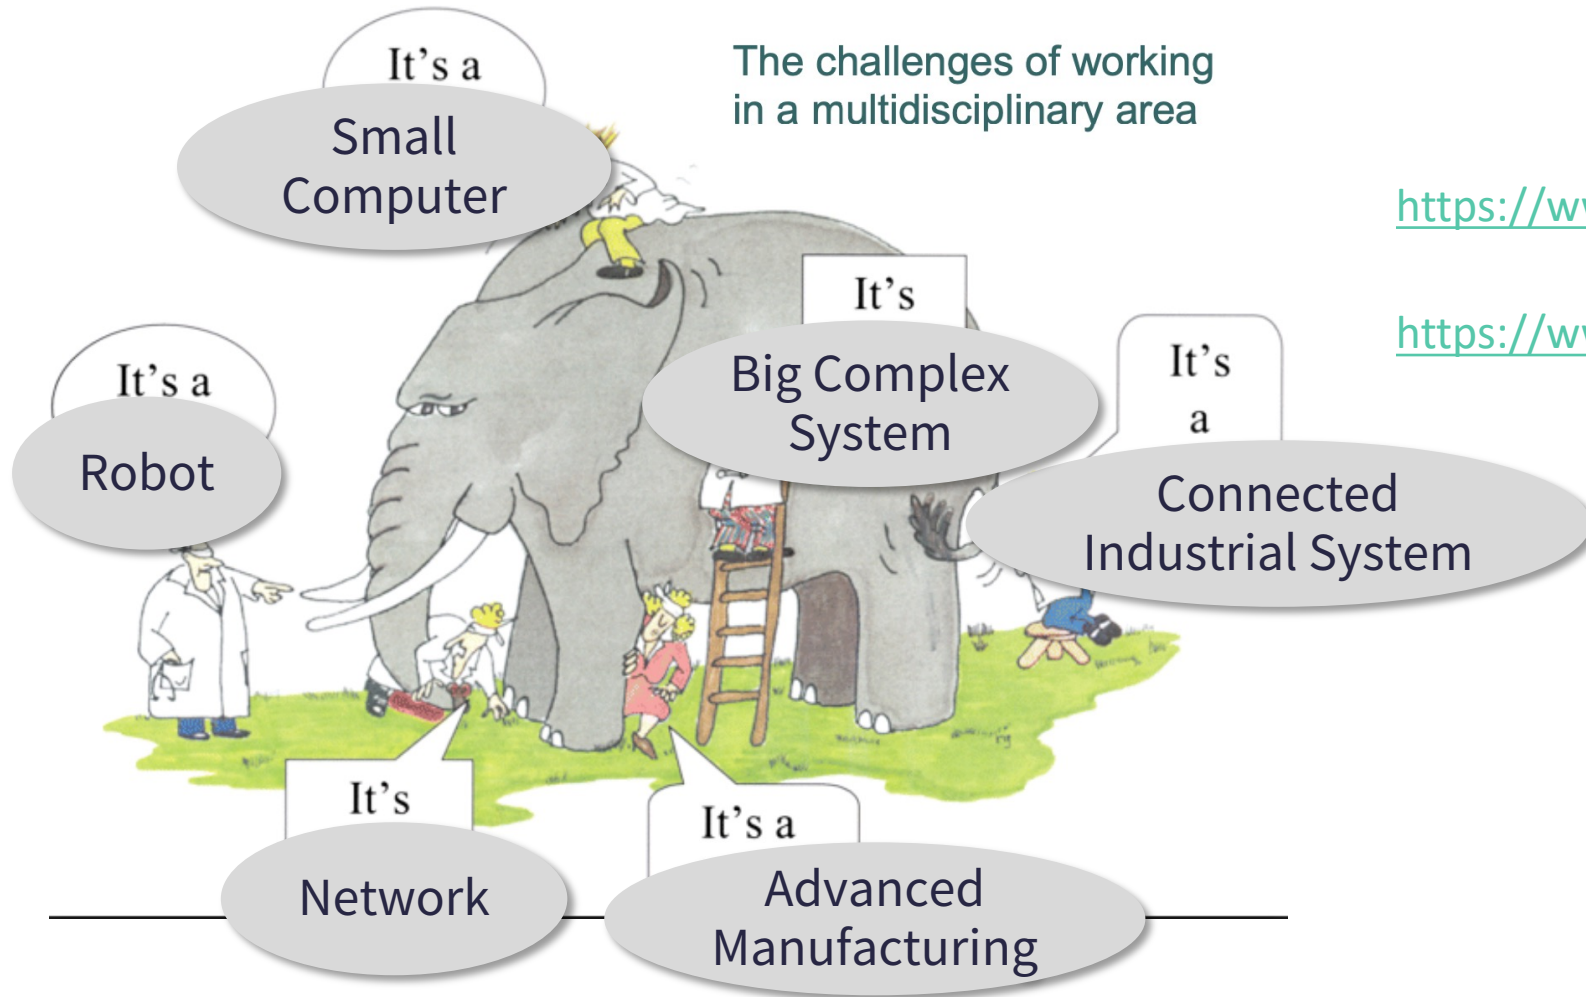 The challenges of working
in a multidisciplinary area
It's a
Small
Computer
https://w
https://w
It's
Big Complex
System
It's
a
Connected
Industrial System
It's a
Robot
It's
Network
It's a
Advanced
Manufacturing